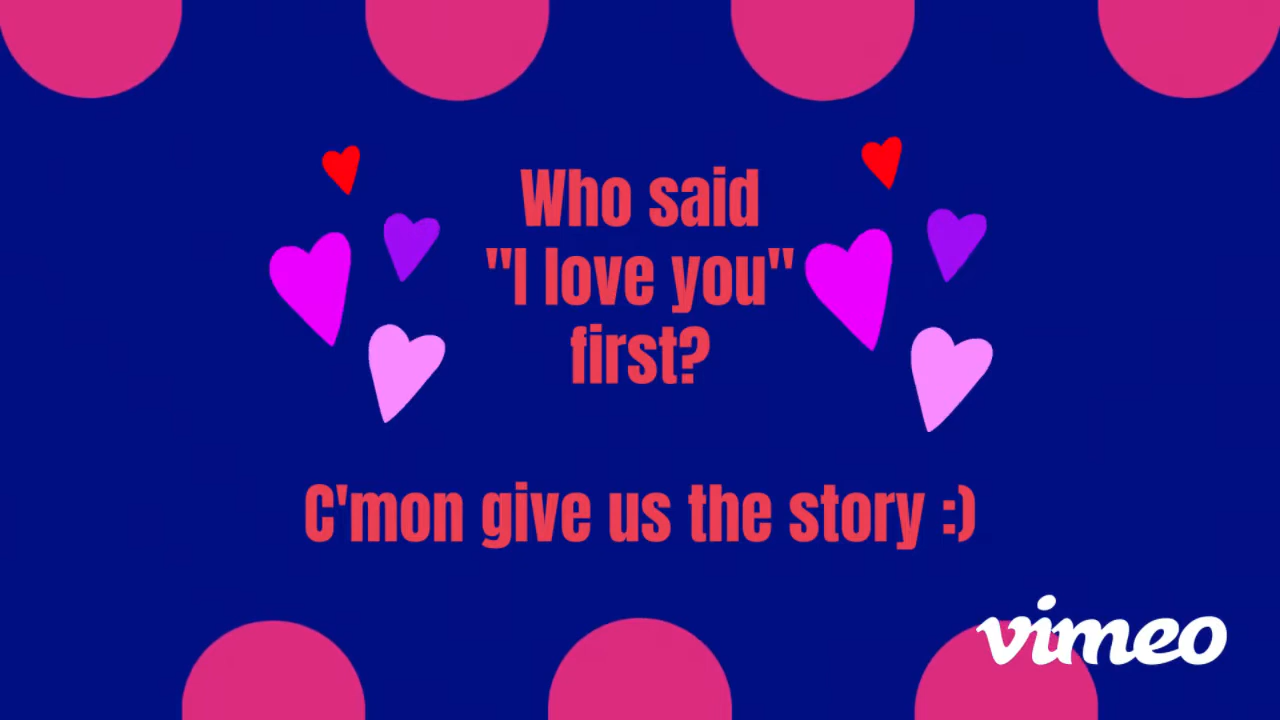 Who said
"I love you"
first?
C'mon give us the story :)
vimeo